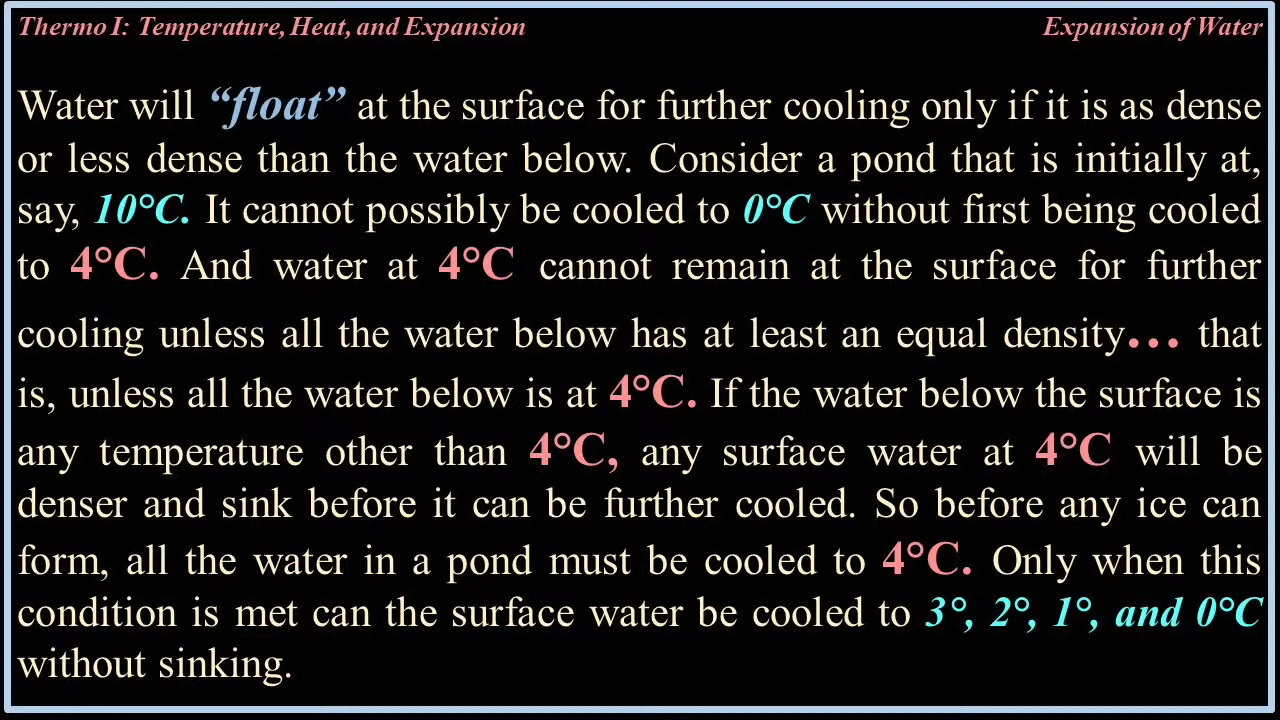 Thermo I: Temperature, Heat, and Expansion
Expansion of Water
Water will “float” at the surface for further cooling only if it is as dense
or less dense than the water below. Consider a pond that is initially at,
say, 10°C. It cannot possibly be cooled to 0°C without first being cooled
to 4°C. And water at 4°C cannot remain at the surface for further
cooling unless all the water below has at least an equal density… that
is, unless all the water below is at 4°C. If the water below the surface is
any temperature other than 4°C, any surface water at 4°C will be
denser and sink before it can be further cooled. So before any ice can
form, all the water in a pond must be cooled to 4°C. Only when this
condition is met can the surface water be cooled to 3°, 2°, 1°, and 0°C
without sinking.